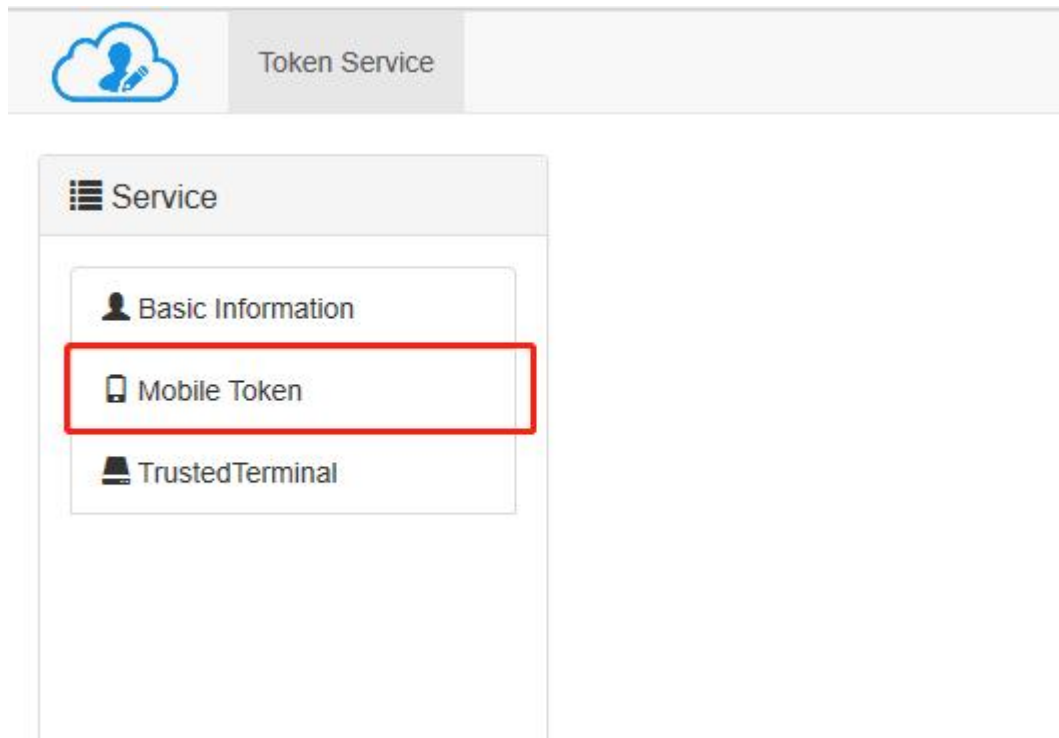 Token Service
Service
Basic Information
Mobile Token
TrustedTerminal